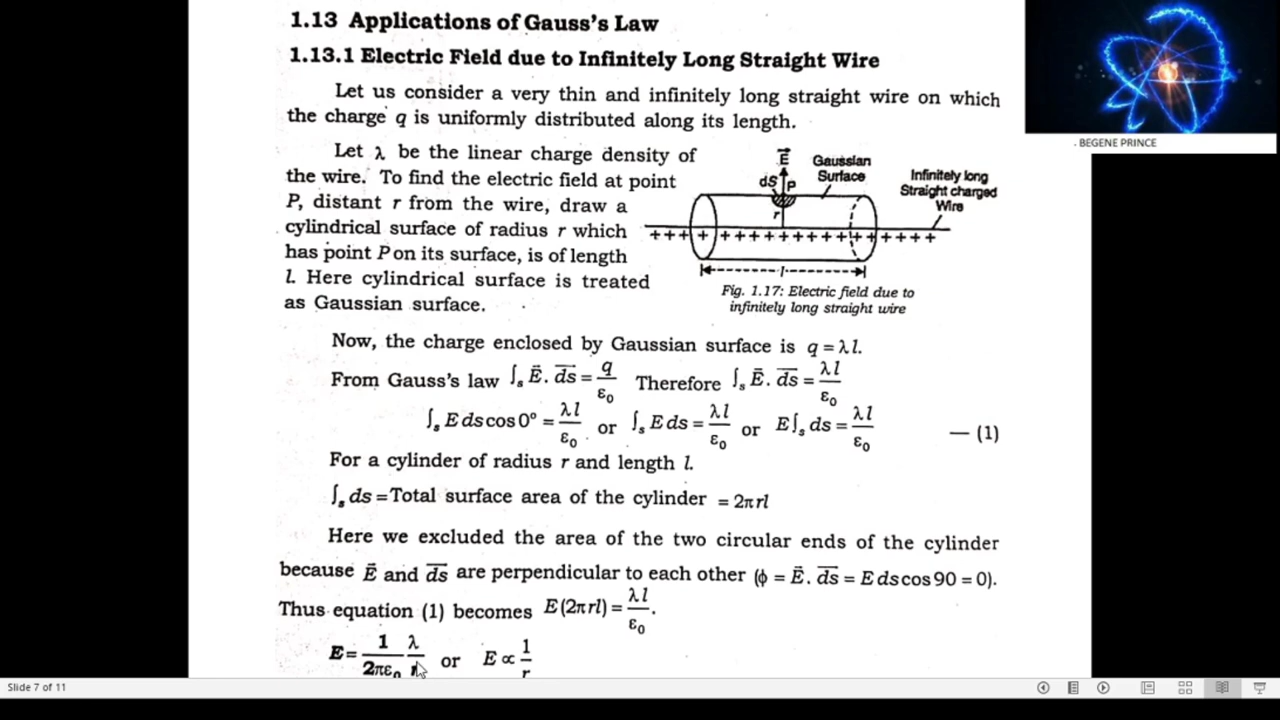 1.13 Applications of Gauss's Law
1.13.1 Electric Field due to Infinitely Long Straight Wire
Let us consider a very thin and infinitely long straight wire on which
the charge q is uniformly distributed along its length.
Let λ be the linear charge density of
the wire. To find the electric field at point
P, distant r from the wire, draw a
cylindrical surface of radius r which
has point P on its surface, is of length
l. Here cylindrical surface is treated
as Gaussian surface.
E⃗
dS
P
r
Gaussian
Surface
Infinitely long
Straight charged
Wire
+++ + ++++++++++++ ++++
l
Fig. 1.17: Electric field due to
infinitely long straight wire
Now, the charge enclosed by Gaussian surface is q = λl.
From Gauss's law ∫ₛ E⃗. ds⃗ = q/ε₀ Therefore ∫ₛ E⃗. ds⃗ = λl/ε₀
∫ₛ E ds cos 0° = λl/ε₀ or ∫ₛ E ds = λl/ε₀ or E∫ₛ ds = λl/ε₀ — (1)
For a cylinder of radius r and length l.
∫ₛ ds = Total surface area of the cylinder = 2πrl
Here we excluded the area of the two circular ends of the cylinder
because E⃗ and ds⃗ are perpendicular to each other (ϕ = E⃗. ds⃗ = E ds cos 90 = 0).
Thus equation (1) becomes E(2πrl) = λl/ε₀.
E = 1/2πε₀ λ/r or E ∝ 1/r
- BEGENE PRINCE
Slide 7 of 11